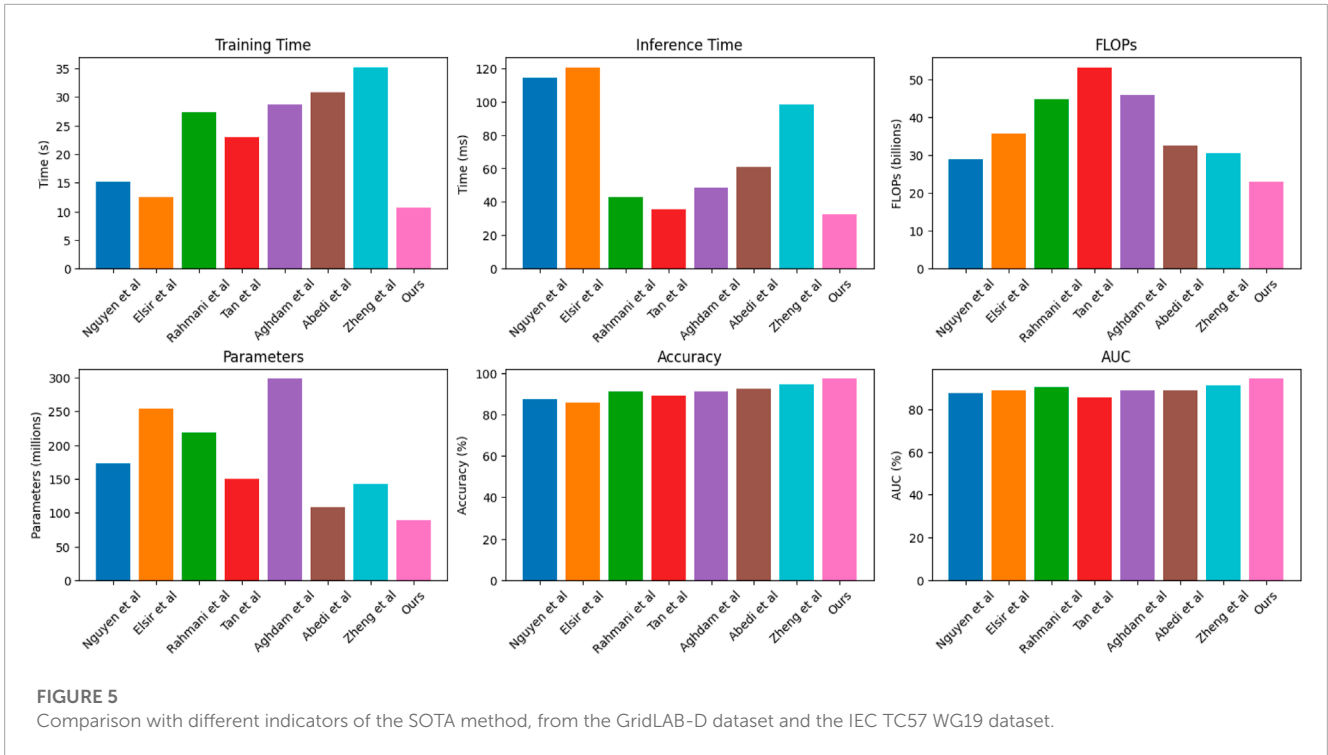 Training Time
Inference Time
FLOPs
35
30
25
20
15
10
5
0
Time (s)
120
100
80
60
40
20
0
Time (ms)
50
40
30
20
10
0
FLOPs (billions)
Nguyen et al
Elsir et al
Rahmani et al
Tan et al
Aghdam et al
Abedi et al
Zheng et al
Ours
Nguyen et al
Elsir et al
Rahmani et al
Tan et al
Aghdam et al
Abedi et al
Zheng et al
Ours
Nguyen et al
Elsir et al
Rahmani et al
Tan et al
Aghdam et al
Abedi et al
Zheng et al
Ours
Parameters
Accuracy
AUC
300
250
200
150
100
50
0
Parameters (millions)
100
80
60
40
20
0
Accuracy (%)
80
60
40
20
0
AUC (%)
Nguyen et al
Elsir et al
Rahmani et al
Tan et al
Aghdam et al
Abedi et al
Zheng et al
Ours
Nguyen et al
Elsir et al
Rahmani et al
Tan et al
Aghdam et al
Abedi et al
Zheng et al
Ours
Nguyen et al
Elsir et al
Rahmani et al
Tan et al
Aghdam et al
Abedi et al
Zheng et al
Ours
FIGURE 5
Comparison with different indicators of the SOTA method, from the GridLAB-D dataset and the IEC TC57 WG19 dataset.